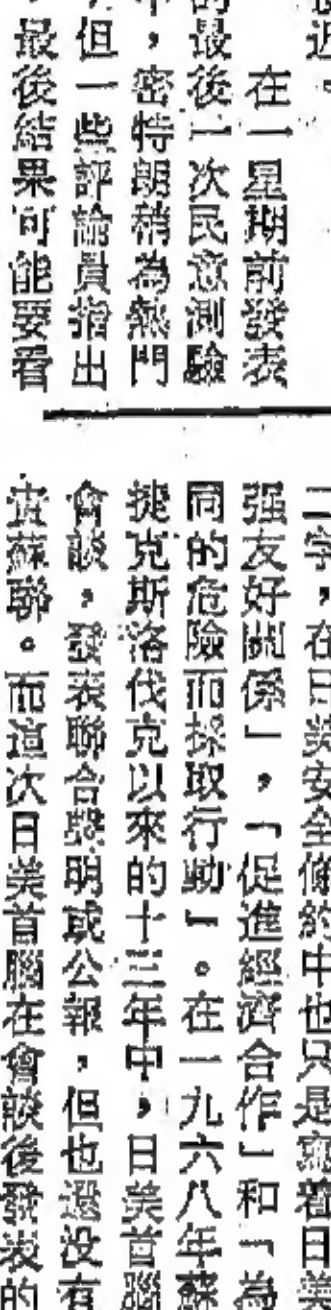 近。
在一星期前發表
的最後一次民意測驗
，密特朗稍為熱門
但一些評論員指出
，最後結果可能要看
二字，在日美安全條約中也只是寫着日美
强友好關係」，「促進經濟合作」和「為
同的危險而採取行動」。在一九六八年蘇
捷克斯洛伐克以來的十三年中，日美首腦
會談，發表聯合聲明或公報，但也還没有
蘇聯。而這次日美首腦在會談後發表的